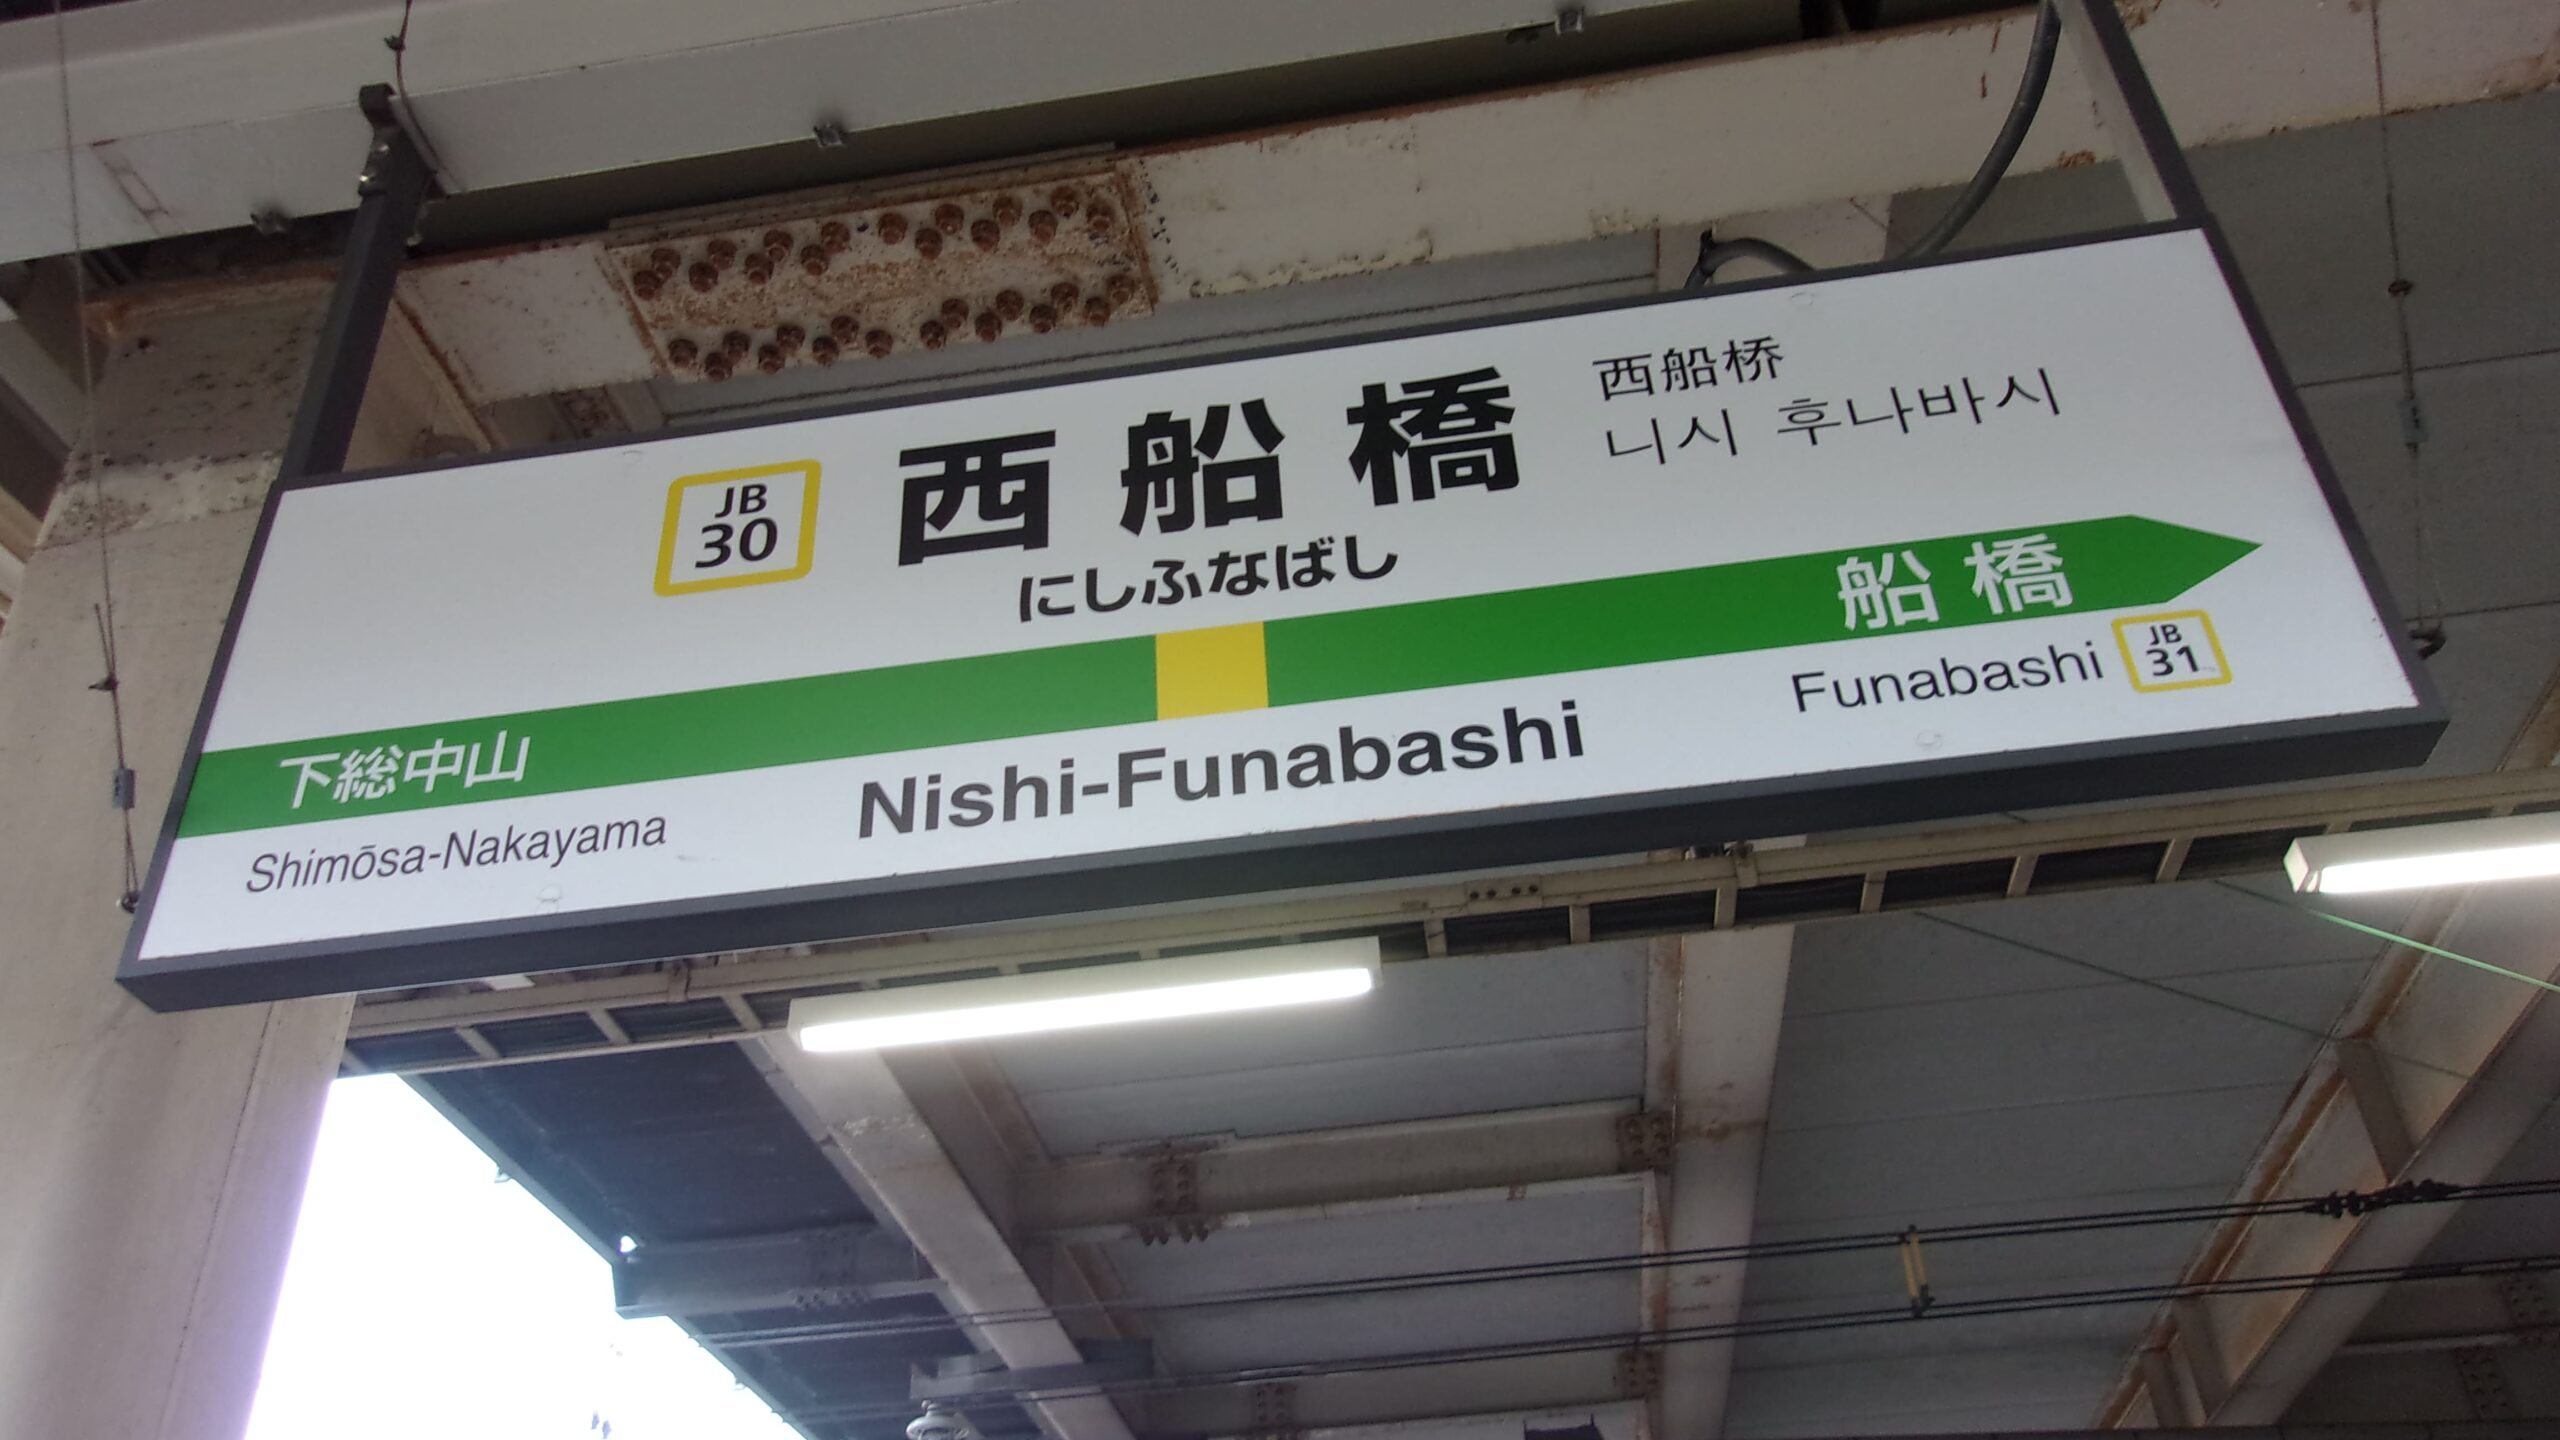 JB
30
西船橋
西船桥
니시 후나바시
にしふなばし
船橋
下総中山
Funabashi
JB
31
Nishi-Funabashi
Shimōsa-Nakayama